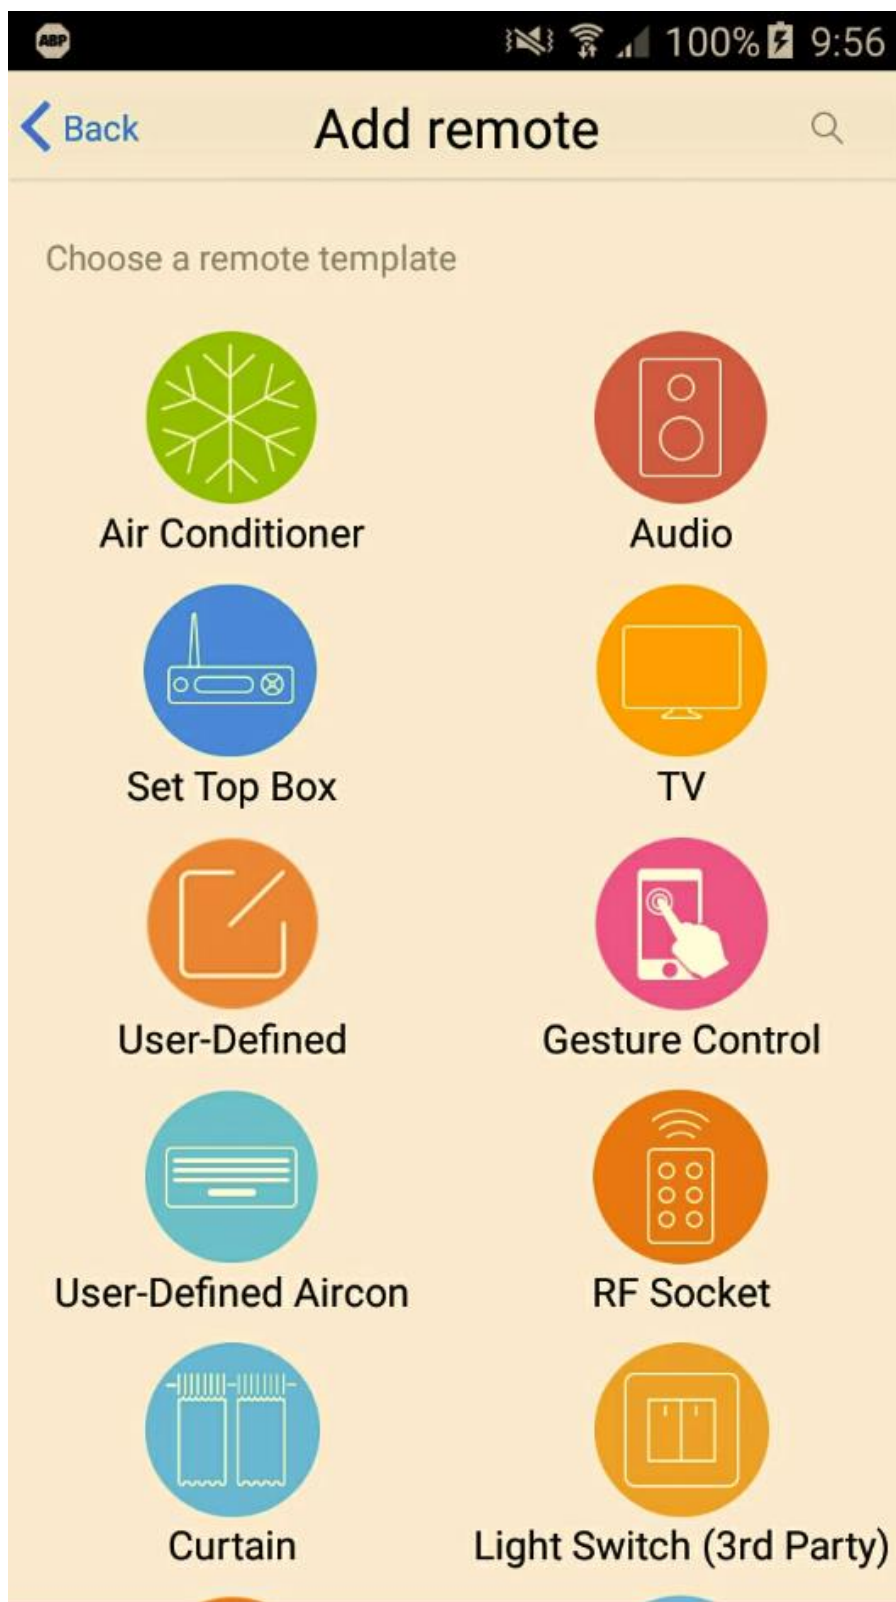 ABP 100% 9:56
Back Add remote
Choose a remote template
Air Conditioner Audio
Set Top Box TV
User-Defined Gesture Control
User-Defined Aircon RF Socket
Curtain Light Switch (3rd Party)